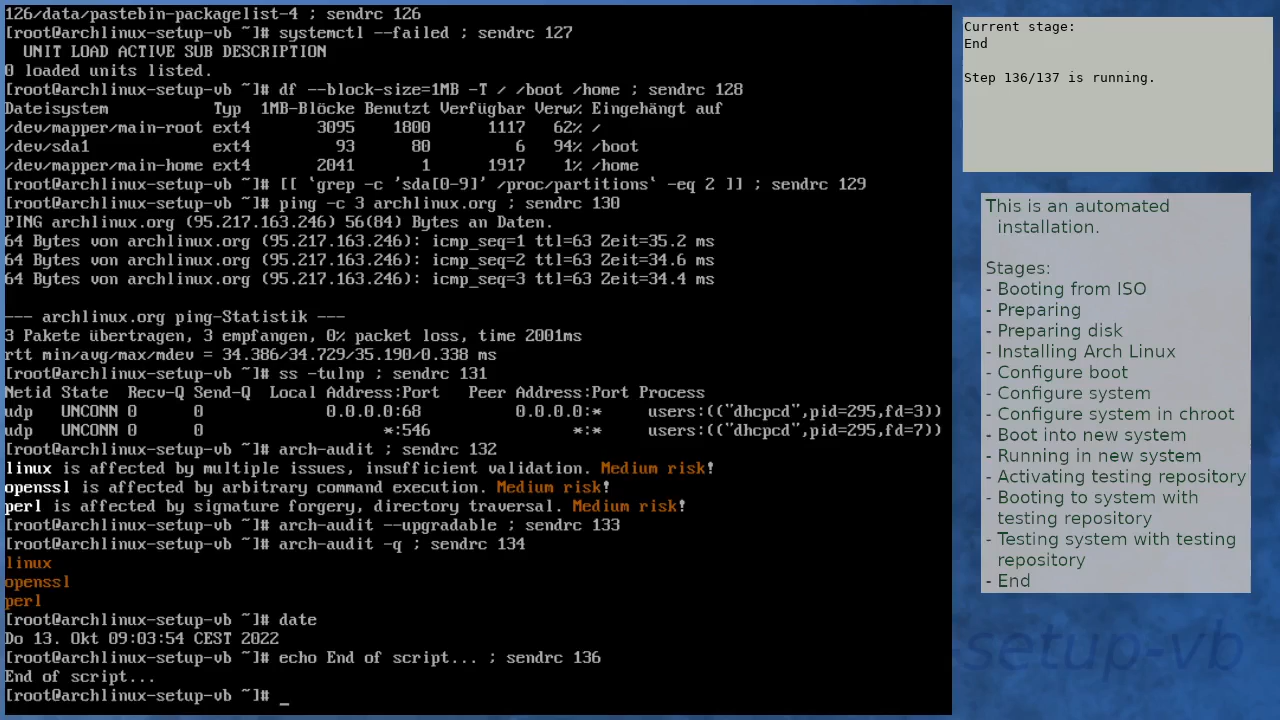 126/data/pastebin-packagelist-4 ; sendrc 126
[root@archlinux-setup-vb ~]# systemctl --failed ; sendrc 127
  UNIT LOAD ACTIVE SUB DESCRIPTION
0 loaded units listed.
[root@archlinux-setup-vb ~]# df --block-size=1MB -T / /boot /home ; sendrc 128
Dateisystem           Typ  1MB-Blöcke Benutzt Verfügbar Verw% Eingehängt auf
/dev/mapper/main-root ext4       3095    1800      1117   62% /
/dev/sda1             ext4         93      80         6   94% /boot
/dev/mapper/main-home ext4       2041       1      1917    1% /home
[root@archlinux-setup-vb ~]# [[ `grep -c 'sda[0-9]' /proc/partitions` -eq 2 ]] ; sendrc 129
[root@archlinux-setup-vb ~]# ping -c 3 archlinux.org ; sendrc 130
PING archlinux.org (95.217.163.246) 56(84) Bytes an Daten.
64 Bytes von archlinux.org (95.217.163.246): icmp_seq=1 ttl=63 Zeit=35.2 ms
64 Bytes von archlinux.org (95.217.163.246): icmp_seq=2 ttl=63 Zeit=34.6 ms
64 Bytes von archlinux.org (95.217.163.246): icmp_seq=3 ttl=63 Zeit=34.4 ms
--- archlinux.org ping-Statistik ---
3 Pakete übertragen, 3 empfangen, 0% packet loss, time 2001ms
rtt min/avg/max/mdev = 34.386/34.729/35.190/0.338 ms
[root@archlinux-setup-vb ~]# ss -tulnp ; sendrc 131
Netid State  Recv-Q Send-Q  Local Address:Port   Peer Address:Port Process
udp   UNCONN 0      0             0.0.0.0:68          0.0.0.0:*     users:(("dhcpcd",pid=295,fd=3))
udp   UNCONN 0      0                   *:546               *:*     users:(("dhcpcd",pid=295,fd=7))
[root@archlinux-setup-vb ~]# arch-audit ; sendrc 132
linux is affected by multiple issues, insufficient validation. Medium risk!
openssl is affected by arbitrary command execution. Medium risk!
perl is affected by signature forgery, directory traversal. Medium risk!
[root@archlinux-setup-vb ~]# arch-audit --upgradable ; sendrc 133
[root@archlinux-setup-vb ~]# arch-audit -q ; sendrc 134
linux
openssl
perl
[root@archlinux-setup-vb ~]# date
Do 13. Okt 09:03:54 CEST 2022
[root@archlinux-setup-vb ~]# echo End of script... ; sendrc 136
End of script...
[root@archlinux-setup-vb ~]# _
Current stage:
End
Step 136/137 is running.
This is an automated
installation.
Stages:
- Booting from ISO
- Preparing
- Preparing disk
- Installing Arch Linux
- Configure boot
- Configure system
- Configure system in chroot
- Boot into new system
- Running in new system
- Activating testing repository
- Booting to system with
testing repository
- Testing system with testing
repository
- End
-setup-vb